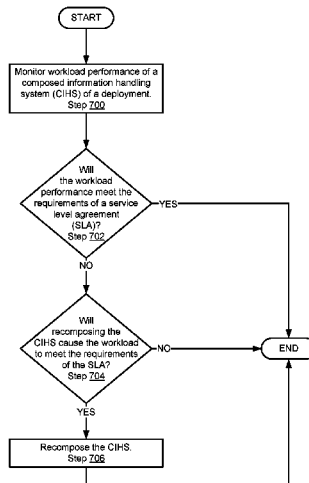 START
Monitor workload performance of a
composed information handling
system (CIHS) of a deployment.
Step 700
Will
the workload
performance meet the
requirements of a service
level agreement
(SLA)?
Step 702
YES
NO
Will
recomposing the
CIHS cause the workload
to meet the requirements
of the SLA?
Step 704
NO
END
YES
Recompose the CIHS.
Step 706